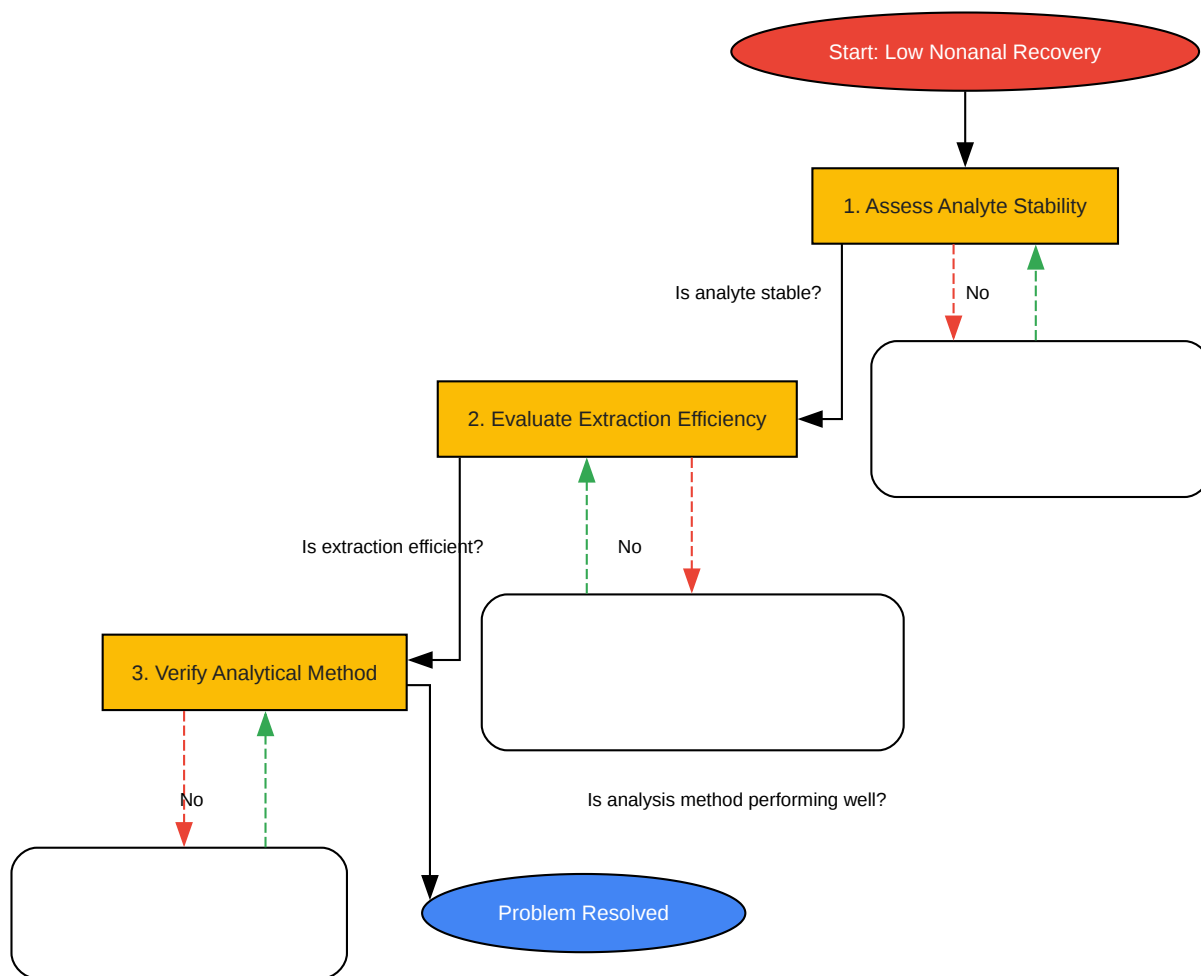 Start: Low Nonanal Recovery
1. Assess Analyte Stability
Is analyte stable?
No
2. Evaluate Extraction Efficiency
Is extraction efficient?
No
3. Verify Analytical Method
No
Is analysis method performing well?
Problem Resolved